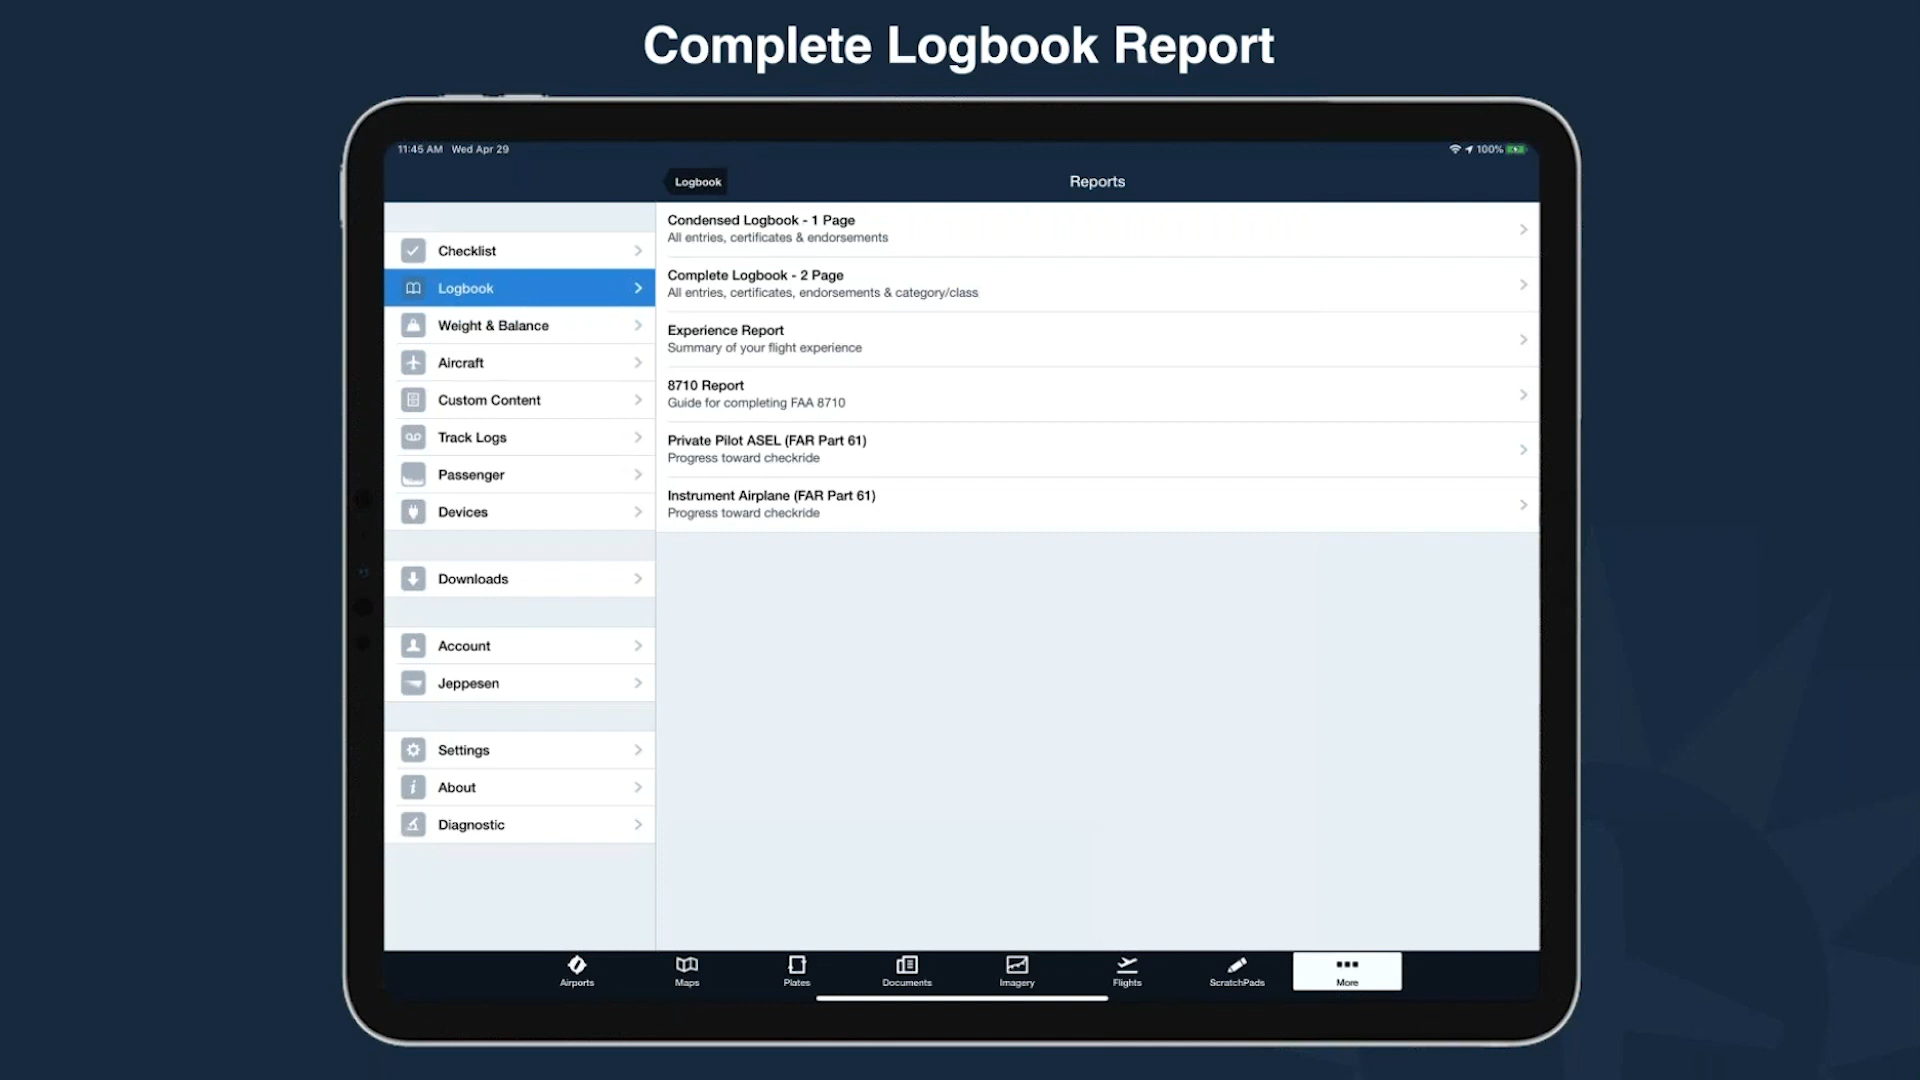 Complete Logbook Report
11:45 AM Wed Apr 29
100%
Logbook
Reports
Checklist
Logbook
Weight & Balance
Aircraft
Custom Content
Track Logs
Passenger
Devices
Downloads
Account
Jeppesen
Settings
About
Diagnostic
Condensed Logbook - 1 Page
All entries, certificates & endorsements
Complete Logbook - 2 Page
All entries, certificates, endorsements & category/class
Experience Report
Summary of your flight experience
8710 Report
Guide for completing FAA 8710
Private Pilot ASEL (FAR Part 61)
Progress toward checkride
Instrument Airplane (FAR Part 61)
Progress toward checkride
Airports
Maps
Plates
Documents
Imagery
Flights
ScratchPads
More